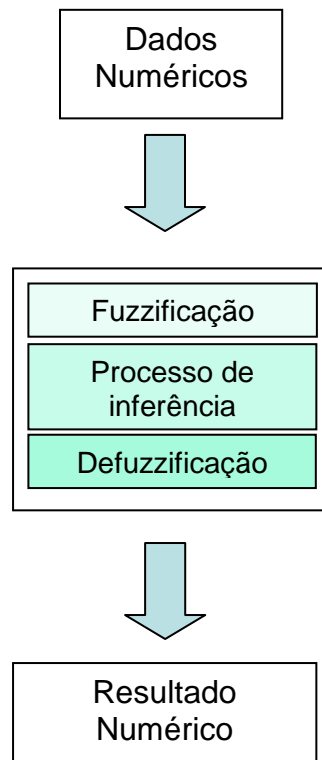 Dados
Numéricos
Fuzzificação
Processo de
inferência
Defuzzificação
Resultado
Numérico